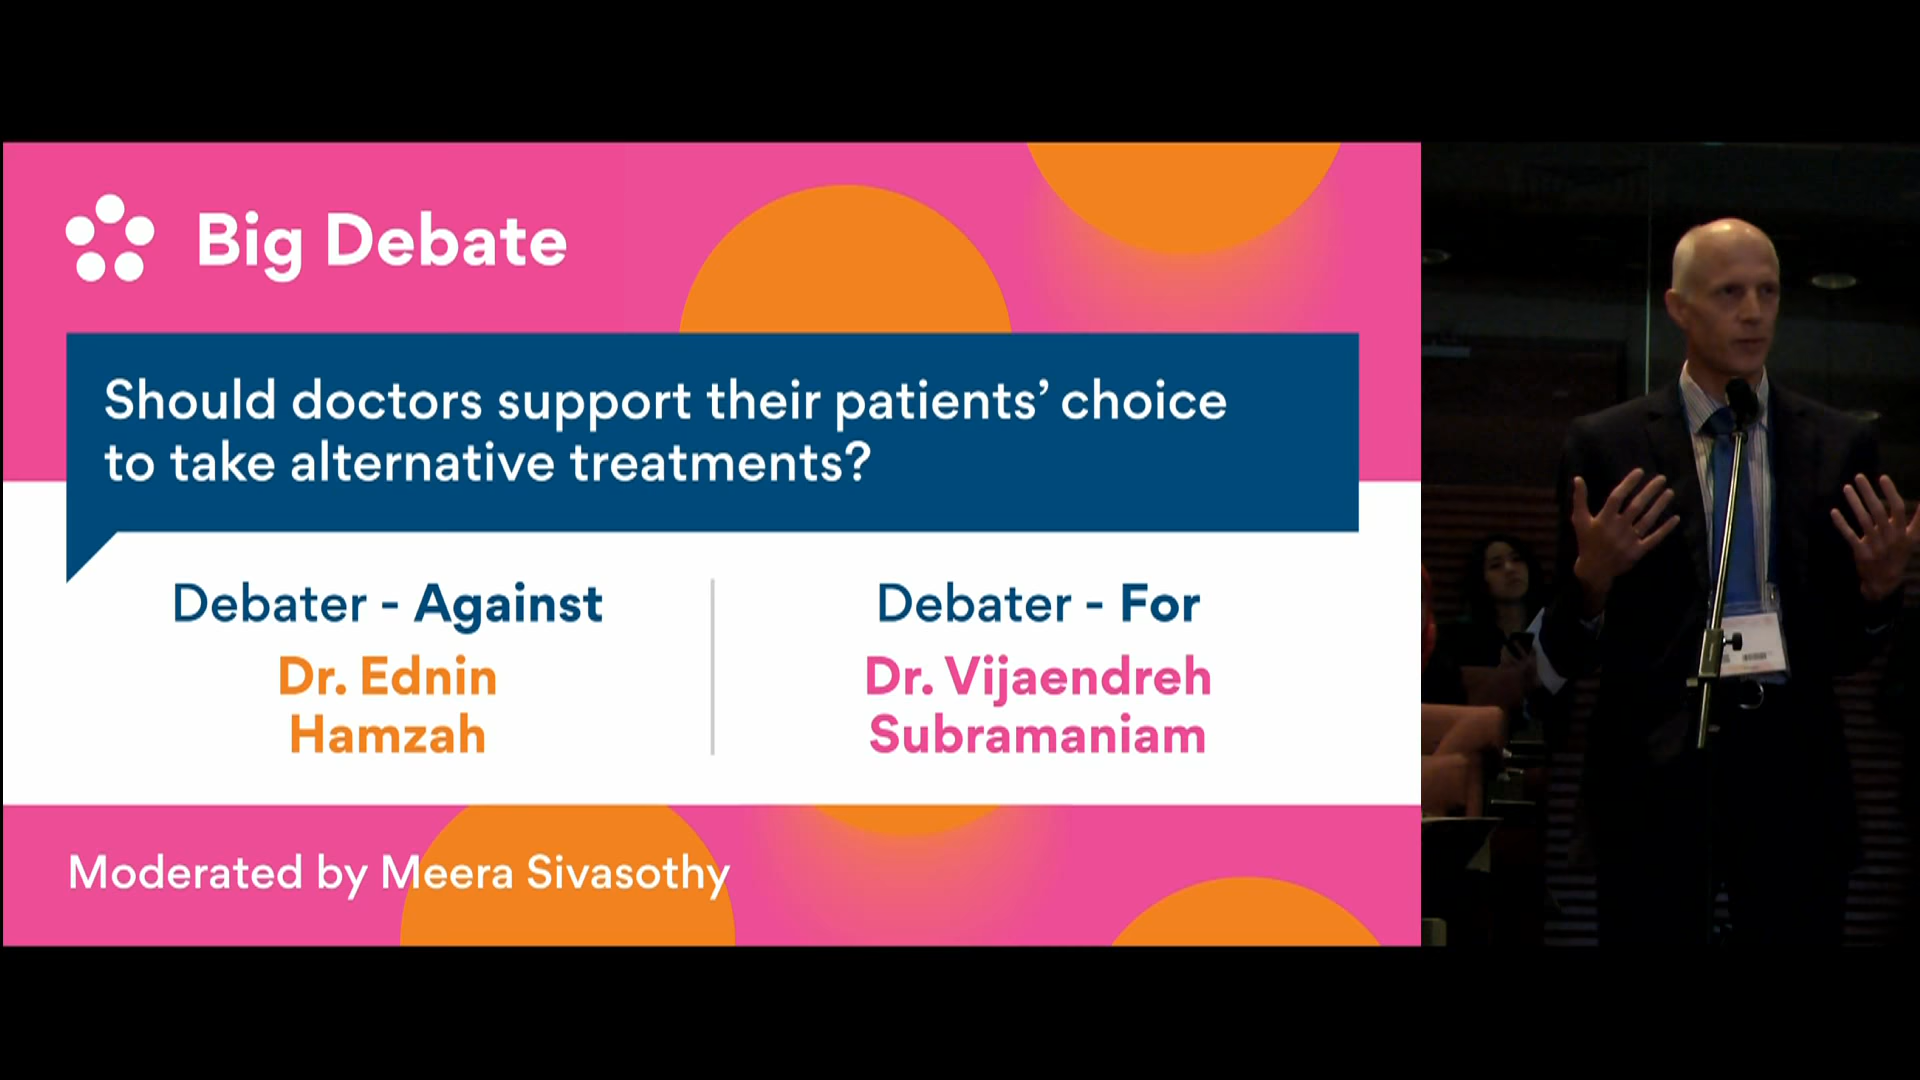 Big Debate
Should doctors support their patients’ choice
to take alternative treatments?
Debater - Against
Dr. Ednin
Hamzah
Debater - For
Dr. Vijaendreh
Subramaniam
Moderated by Meera Sivasothy